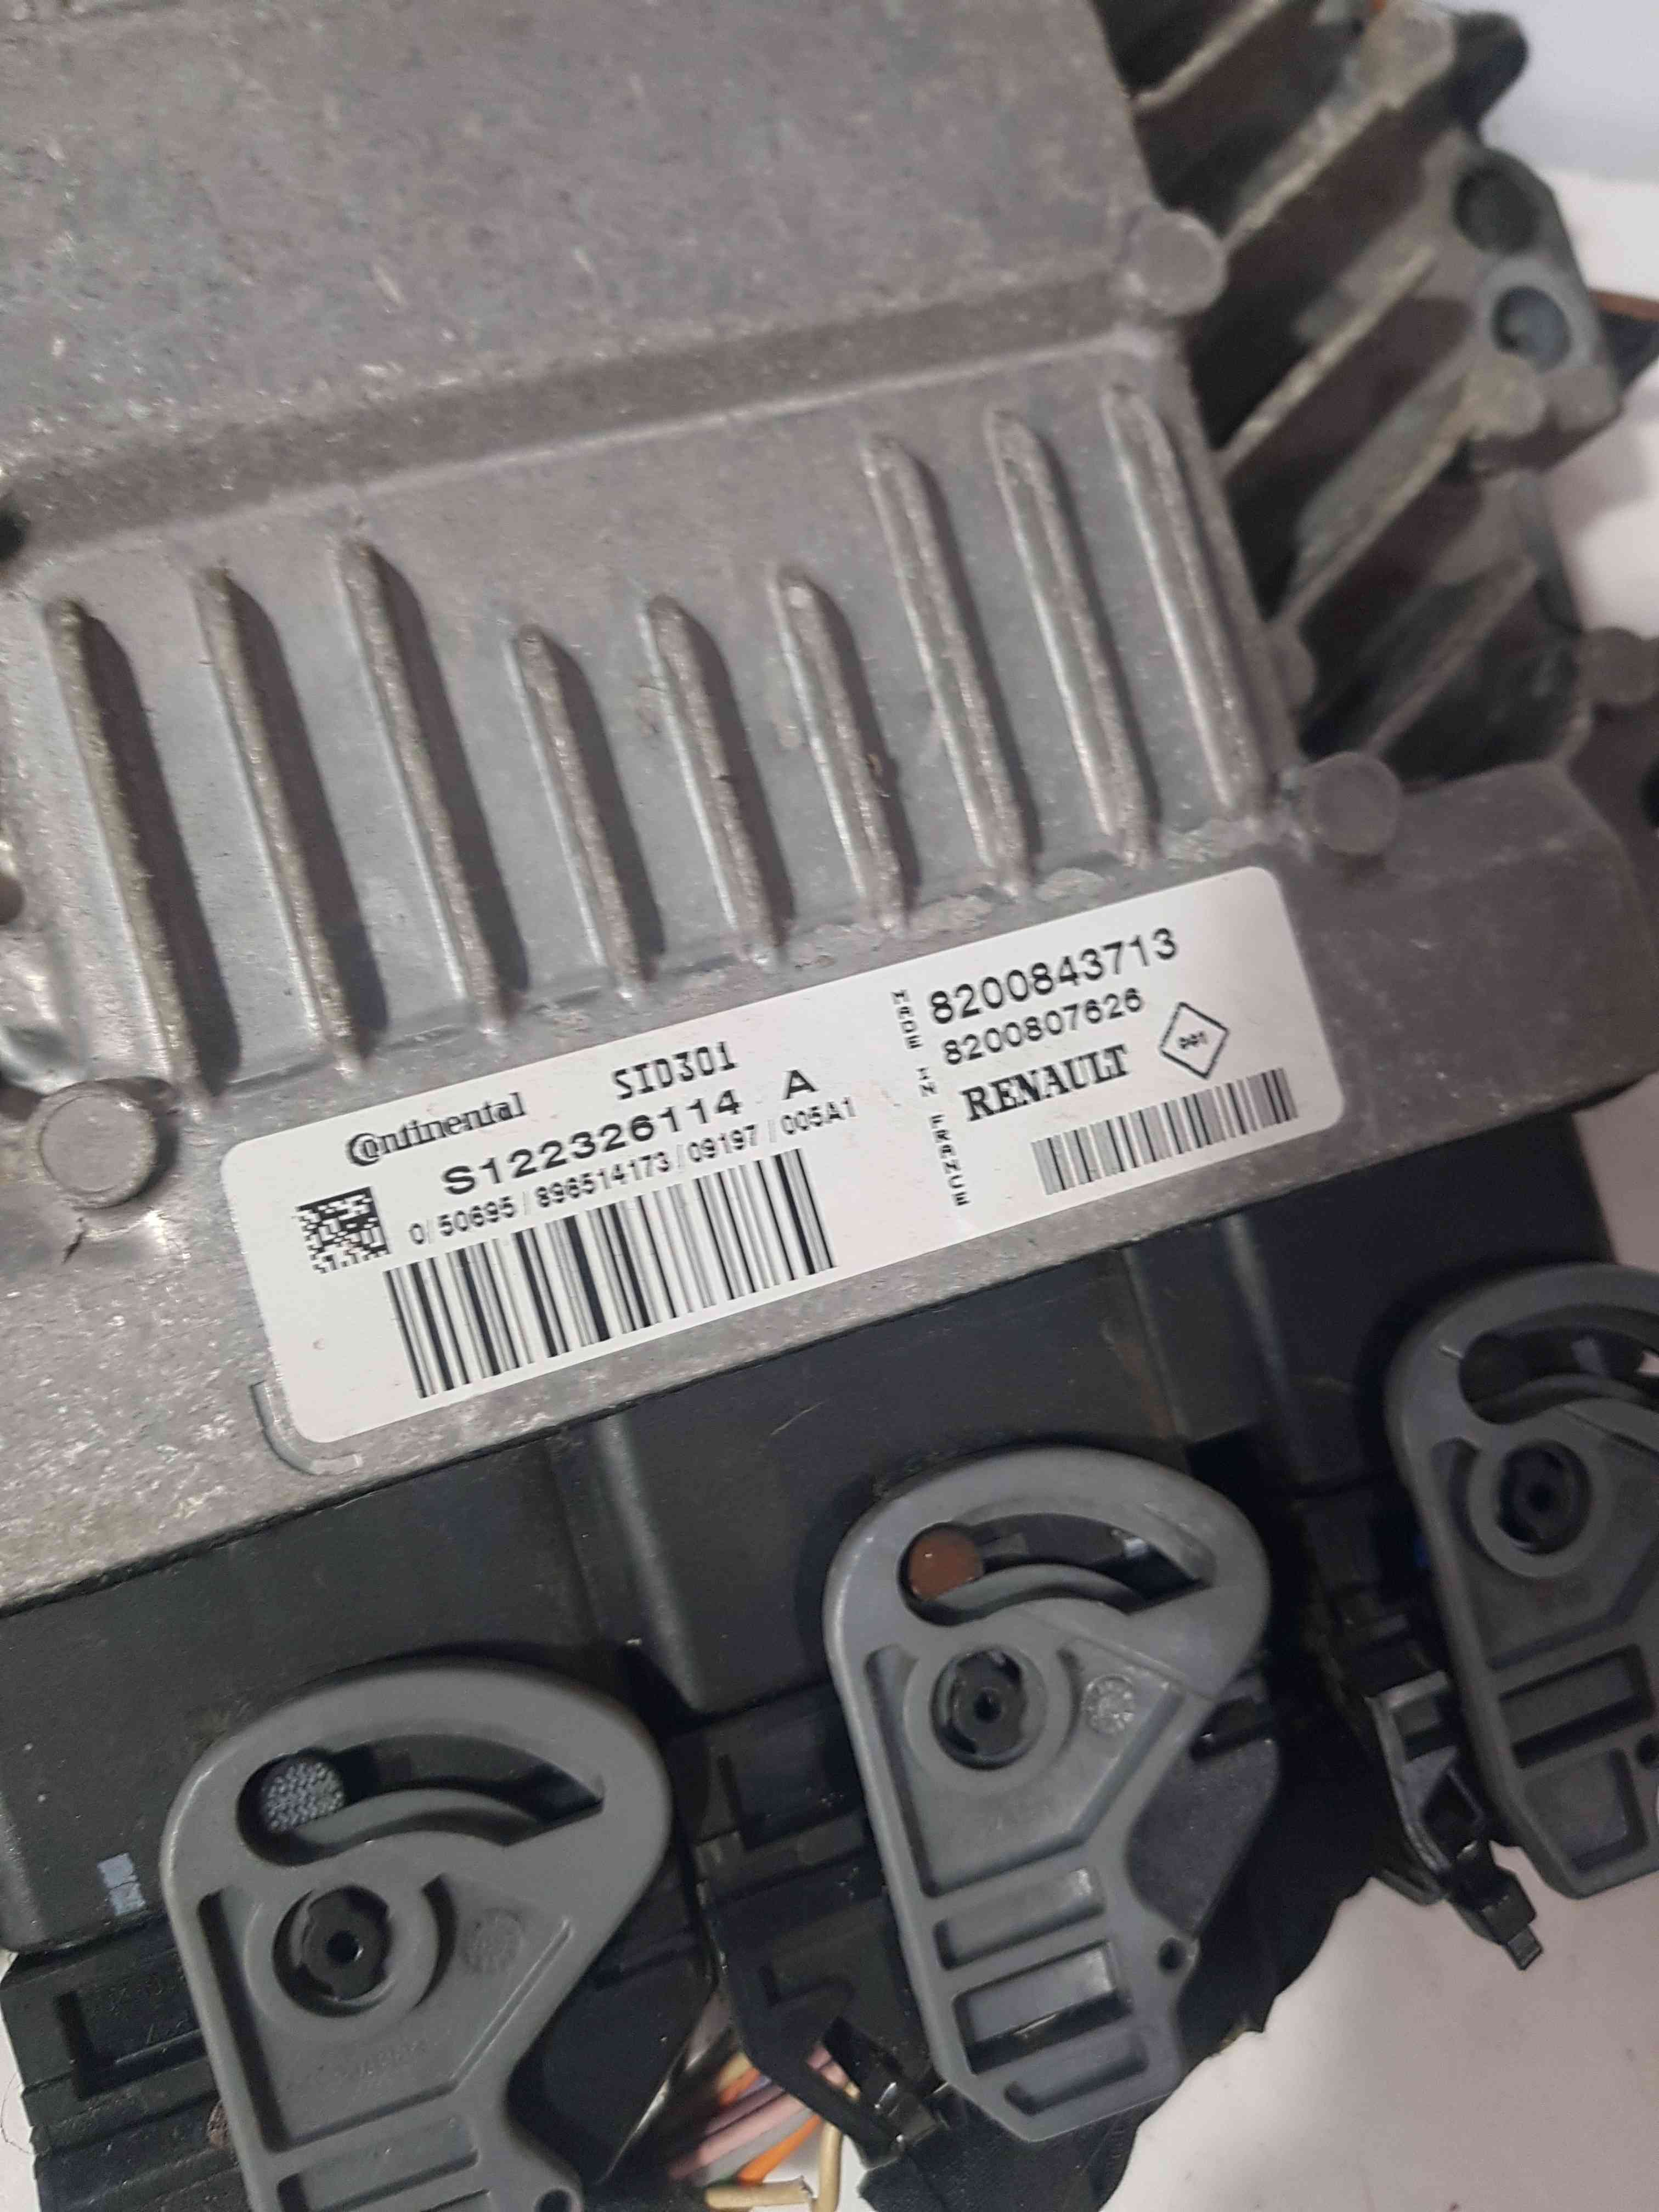 Continental SID301
S122326114 A
0/50695/896514173/09197/005A1
MADE IN FRANCE
8200843713
8200807626
RENAULT